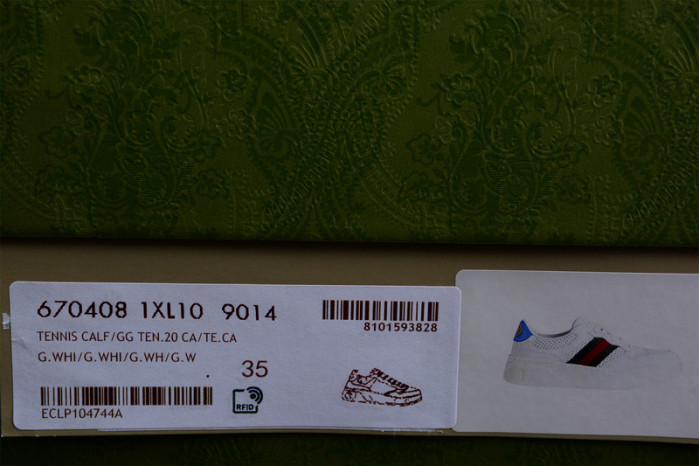 670408 1XL10 9014
8101593828
TENNIS CALF/GG TEN.20 CA/TE.CA
G.WHI/G.WHI/G.WH/G.W
35
RFID
ECLP104744A